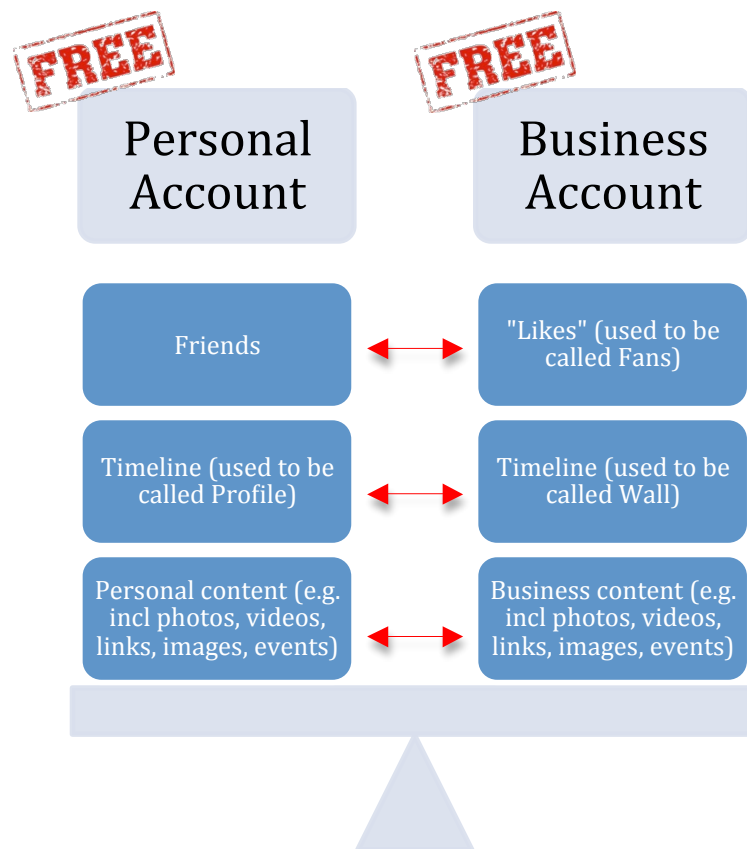 FREE
FREE
Personal
Account
Business
Account
Friends
"Likes" (used to be
called Fans)
Timeline (used to be
called Profile)
Timeline (used to be
called Wall)
Personal content (e.g.
incl photos, videos,
links, images, events)
Business content (e.g.
incl photos, videos,
links, images, events)